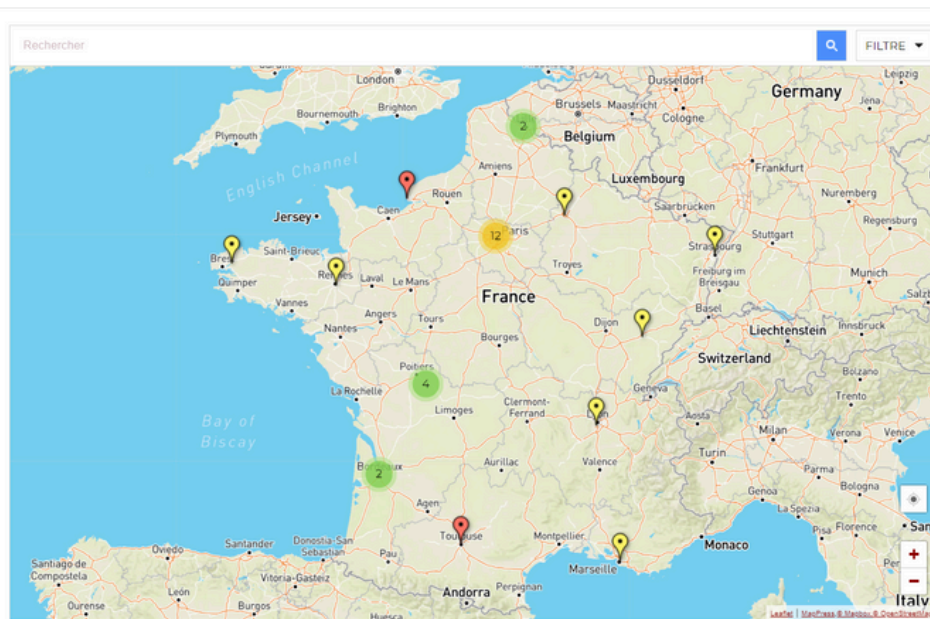 Rechercher
FILTRE
London
Dusseldorf
Leipzig
Germany
Brussels
Maastricht
Jena
Bournemouth
Brighton
Cologne
2
Plymouth
Belgium
English Channel
Amiens
Frankfurt
Luxembourg
Rouen
Nuremberg
Saarbrücken
Caen
Jersey
Regensburg
12
Paris
Stuttgart
Strasbourg
Saint-Brieuc
Brest
Rennes
Laval
Le Mans
Troyes
Freiburg im
Breisgau
Munich
Quimper
Vannes
France
Angers
Tours
Basel
Nantes
Dijon
Liechtenstein
Innsbruck
Bourges
Switzerland
Poitiers
4
Bolzano
La Rochelle
Geneva
Trento
Limoges
Clermont-
Ferrand
Lyon
Aosta
Bay of
Biscay
Milan
Verona
Venice
Turin
Bordeaux
2
Aurillac
Valence
Parma
Bologna
Genoa
Agen
La Spezia
Toulouse
Montpellier
Pisa
Florence
Santander
Donostia-San
Sebastian
Oviedo
Pau
Marseille
Monaco
Santiago de
Compostela
Vitoria-Gasteiz
León
Andorra
Perpignan
Ourense
Burgos
Huesca
Italy
+
−
Leaflet | MapPress © Mapbox © OpenStreetMap